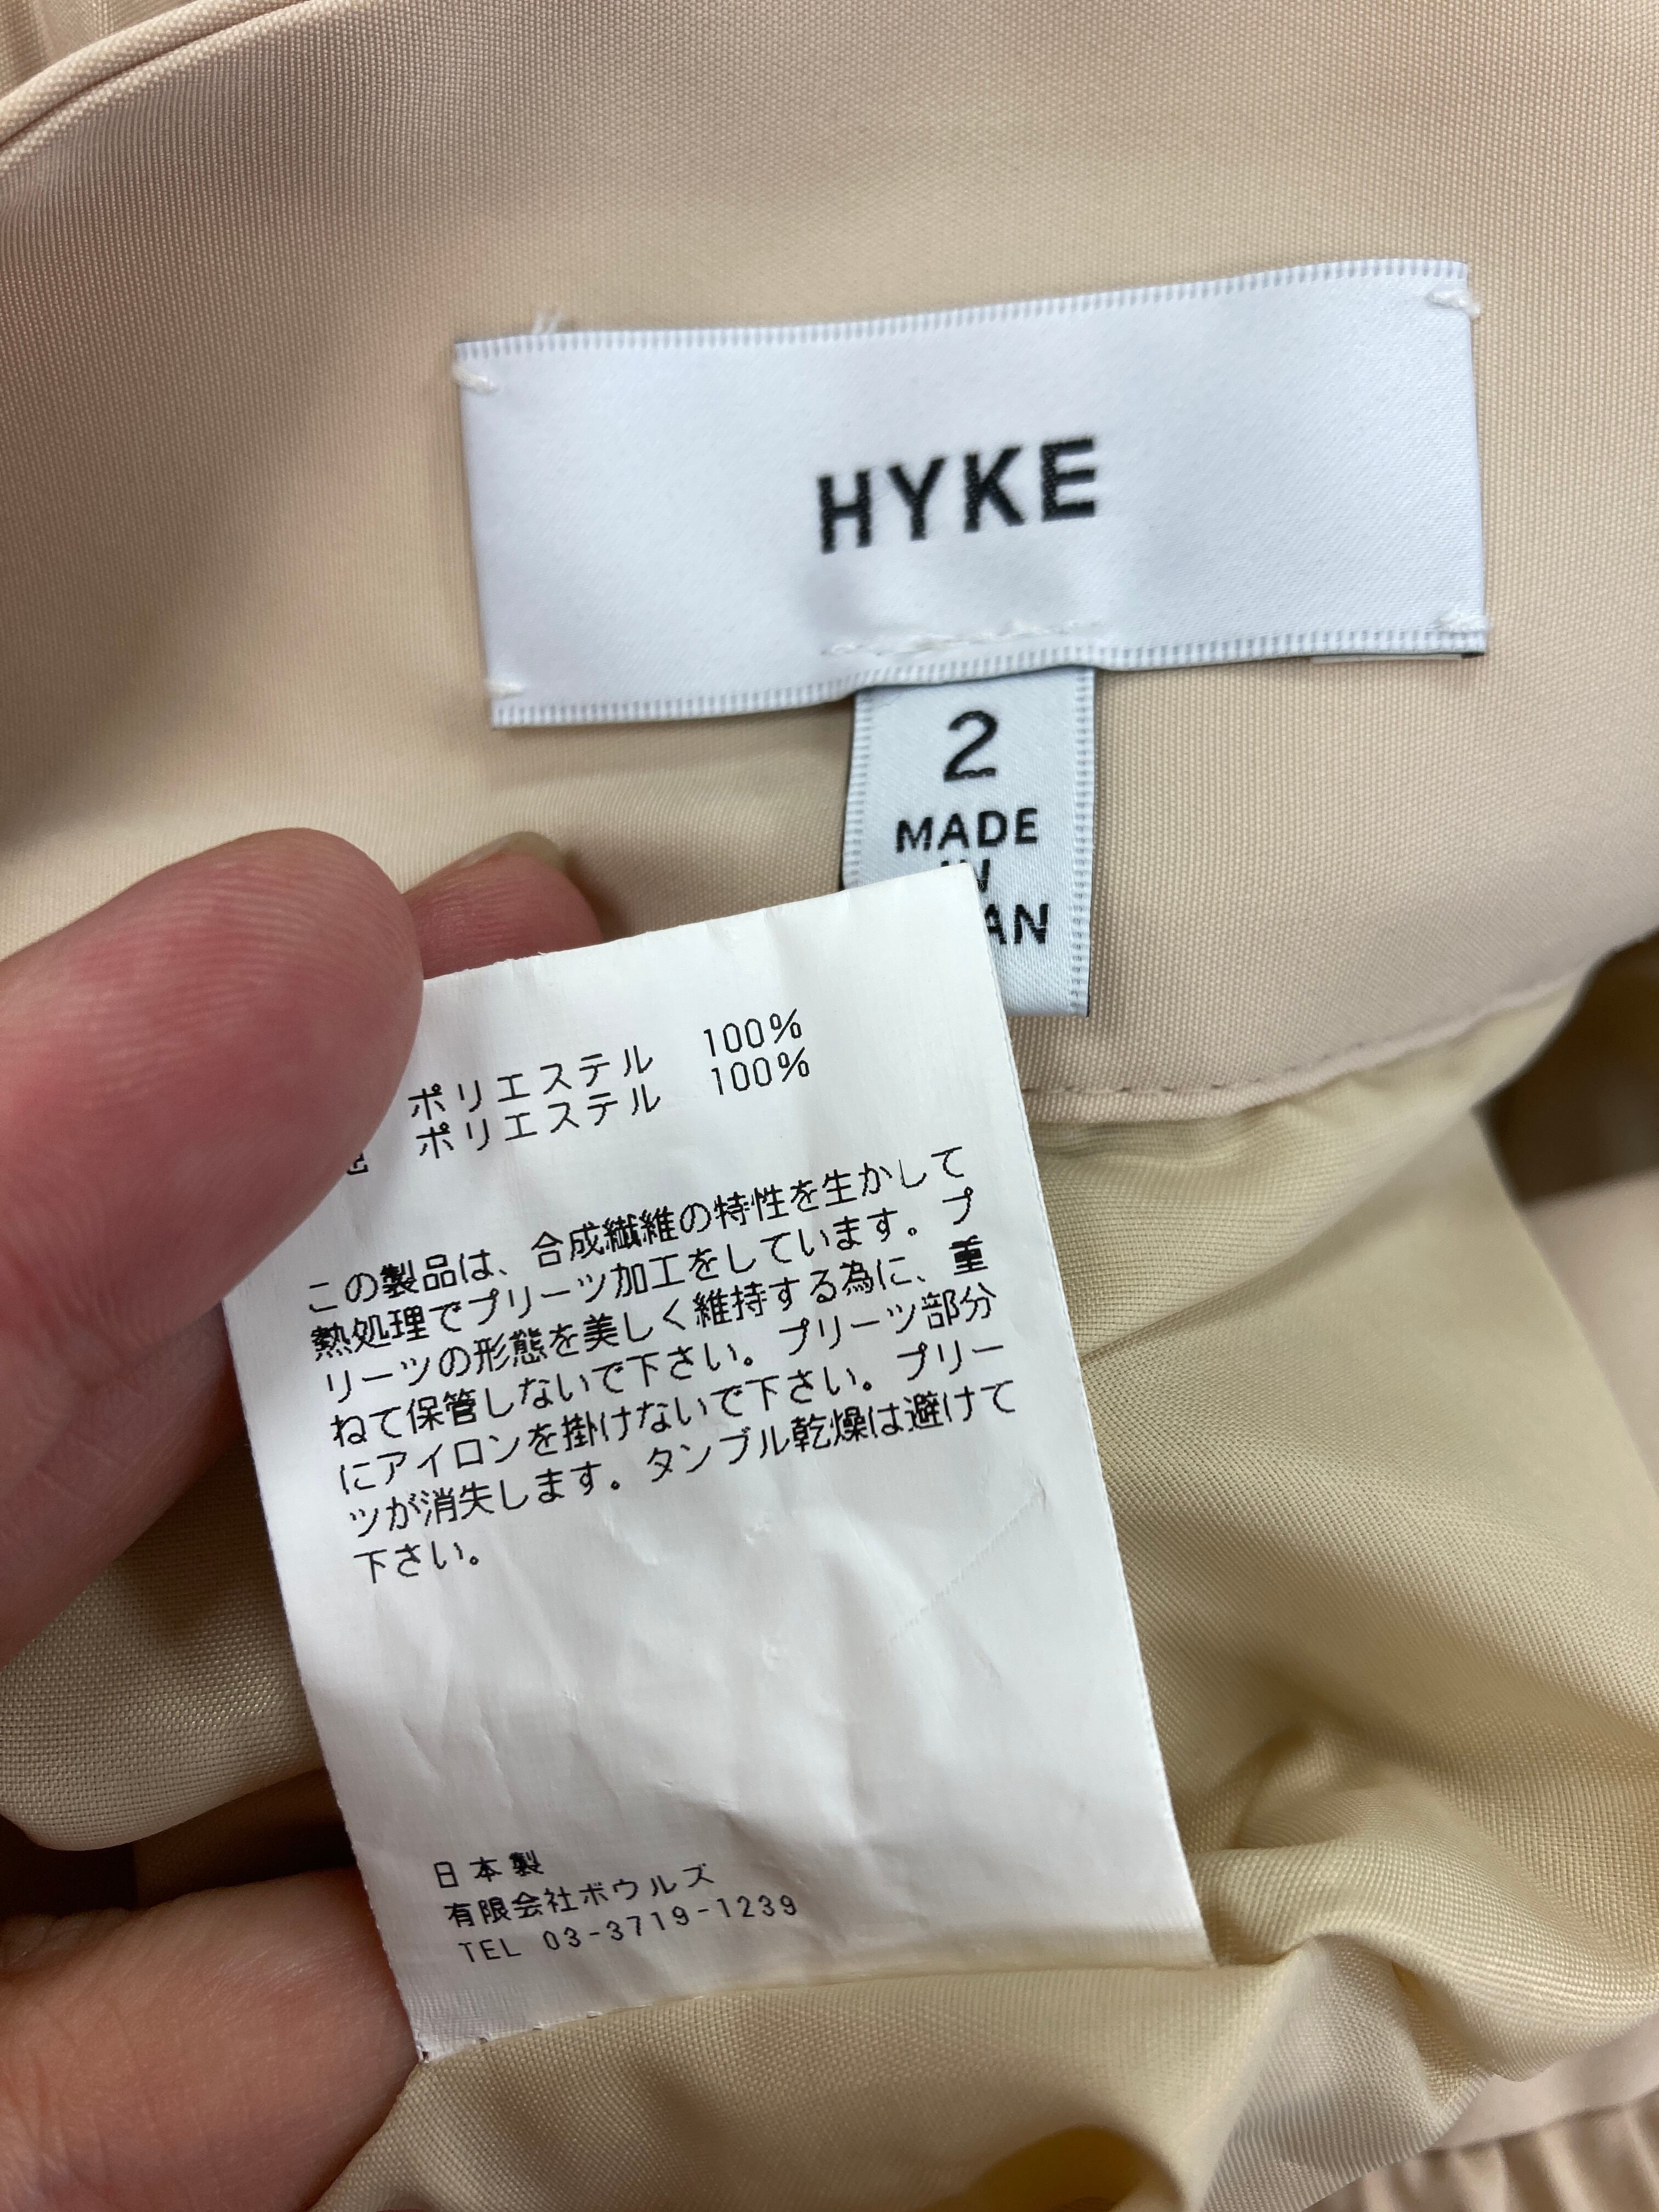 HYKE
2
MADE
ポリエステル 100%
ポリエステル 100%
この製品は、合成繊維の特性を生かして
熱処理でプリーツ加工をしています。プ
リーツの形態を美しく維持する為に、重
ねて保管しないで下さい。プリーツ部分
にアイロンを掛けないで下さい。プリー
ツが消失します。タンブル乾燥は避けて
下さい。
日本製
有限会社ボウルズ
TEL 03-3719-1239